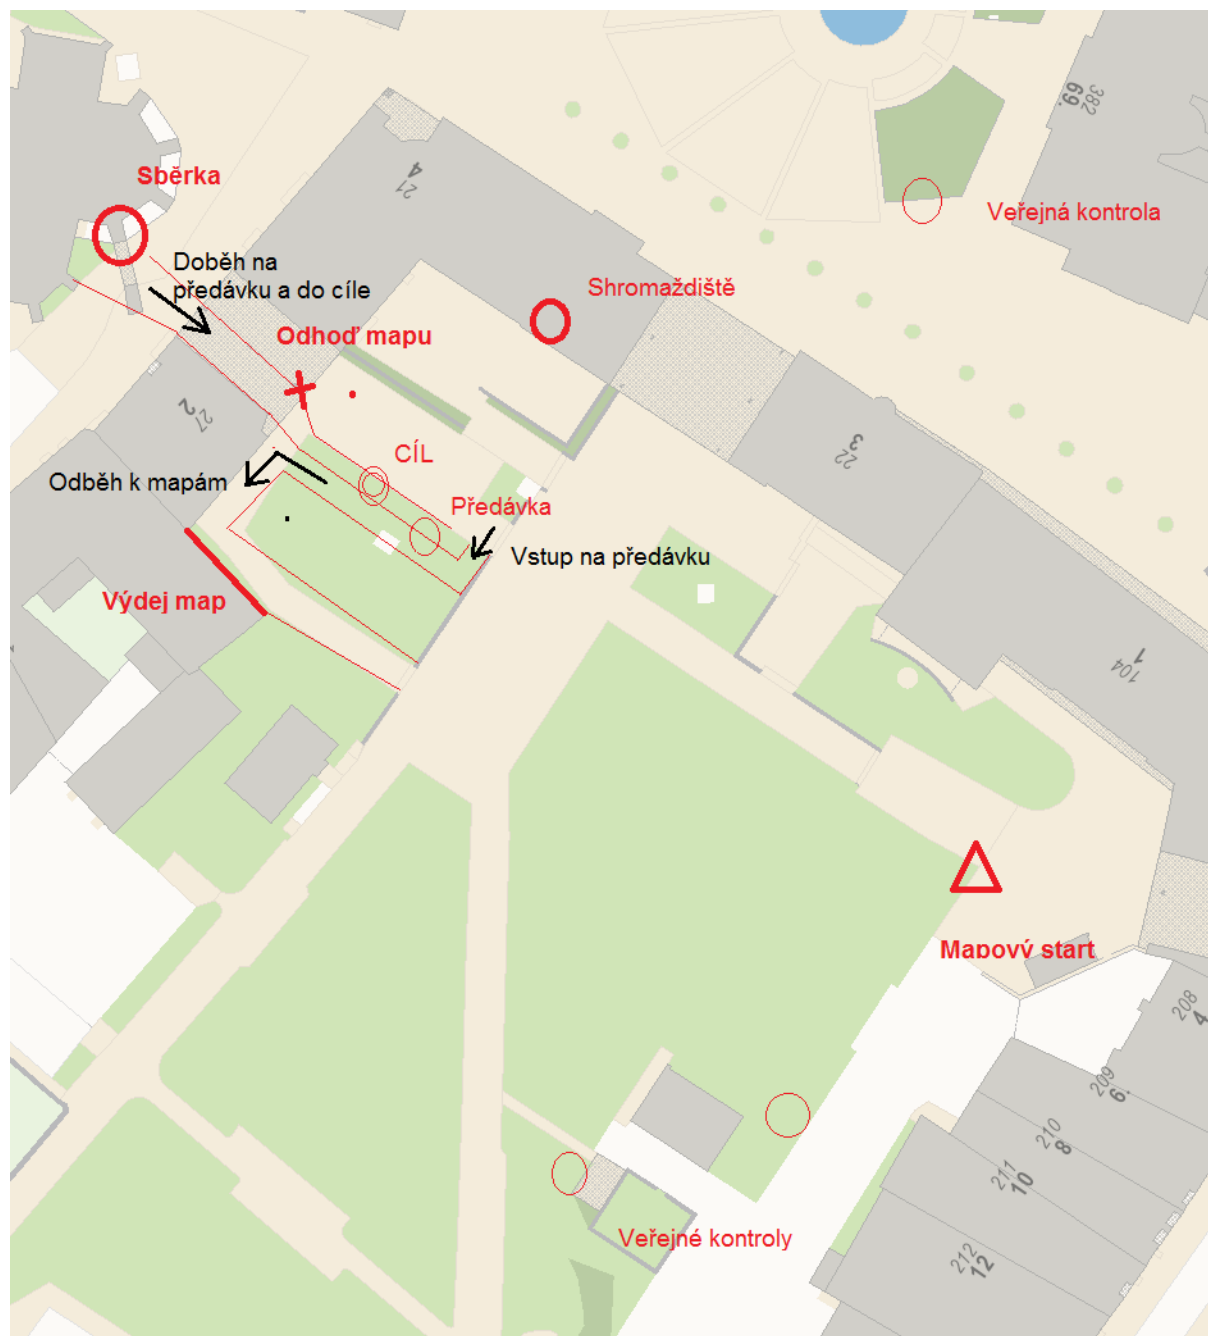 69.
382
4
21
Sběrka
Veřejná kontrola
Doběh na
předávku a do cíle
Shromaždiště
Odhoď mapu
2
27
3
22
CÍL
Odběh k mapám
Předávka
Vstup na předávku
Výdej map
1
104
Mapový start
208
4
209
6.
210
8
211
10
212
12
Veřejné kontroly